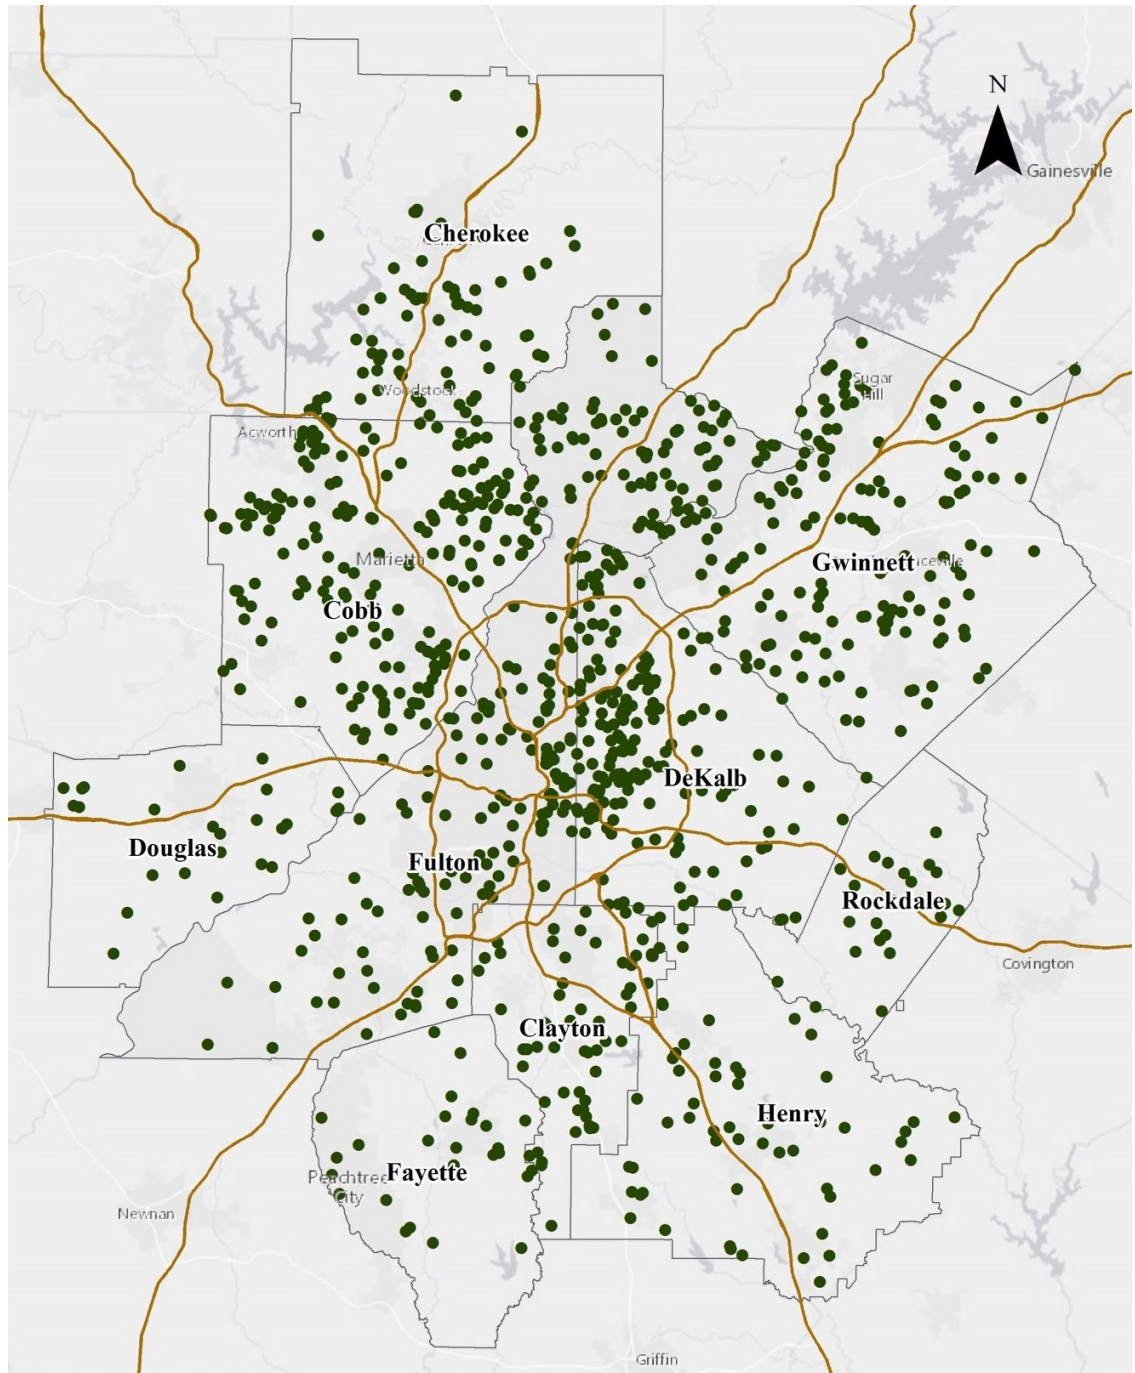 N
Gainesville
Cherokee
Woodstock
Sugar
Hill
Acworth
Marietta
Gwinnett
ceville
Cobb
DeKalb
Douglas
Fulton
Rockdale
Covington
Clayton
Henry
Peachtree
City
Fayette
Newnan
Griffin